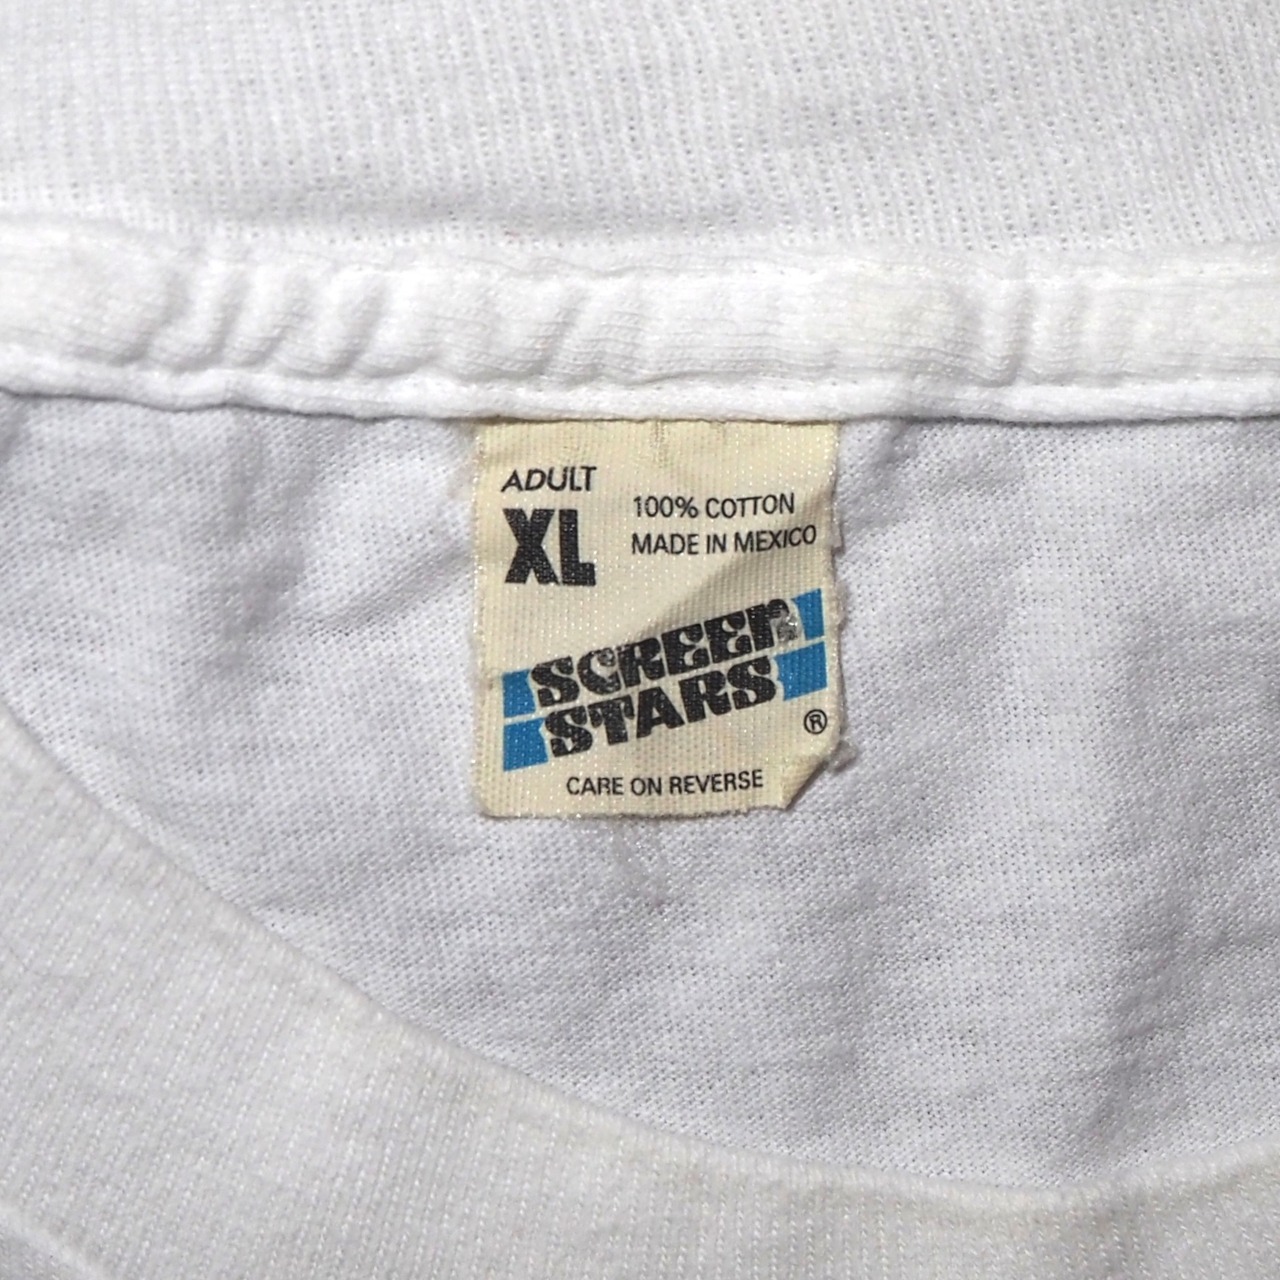 ADULT
XL
100% COTTON
MADE IN MEXICO
SCREEN
STARS
®
CARE ON REVERSE